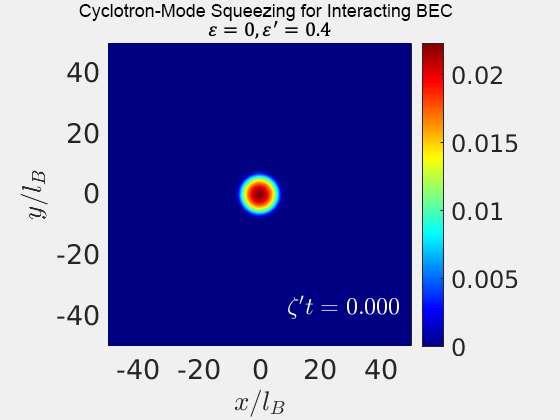 Cyclotron-Mode Squeezing for Interacting BEC
ε = 0, ε′ = 0.4
40
20
0
-20
-40
y/l_B
ζ′t = 0.000
-40 -20 0 20 40
x/l_B
0.02
0.015
0.01
0.005
0